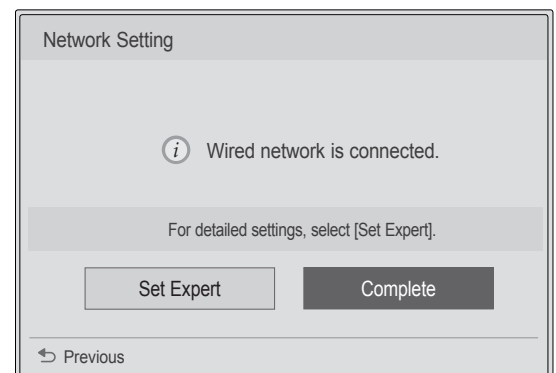 Network Setting
i Wired network is connected.
For detailed settings, select [Set Expert].
Set Expert Complete
Previous